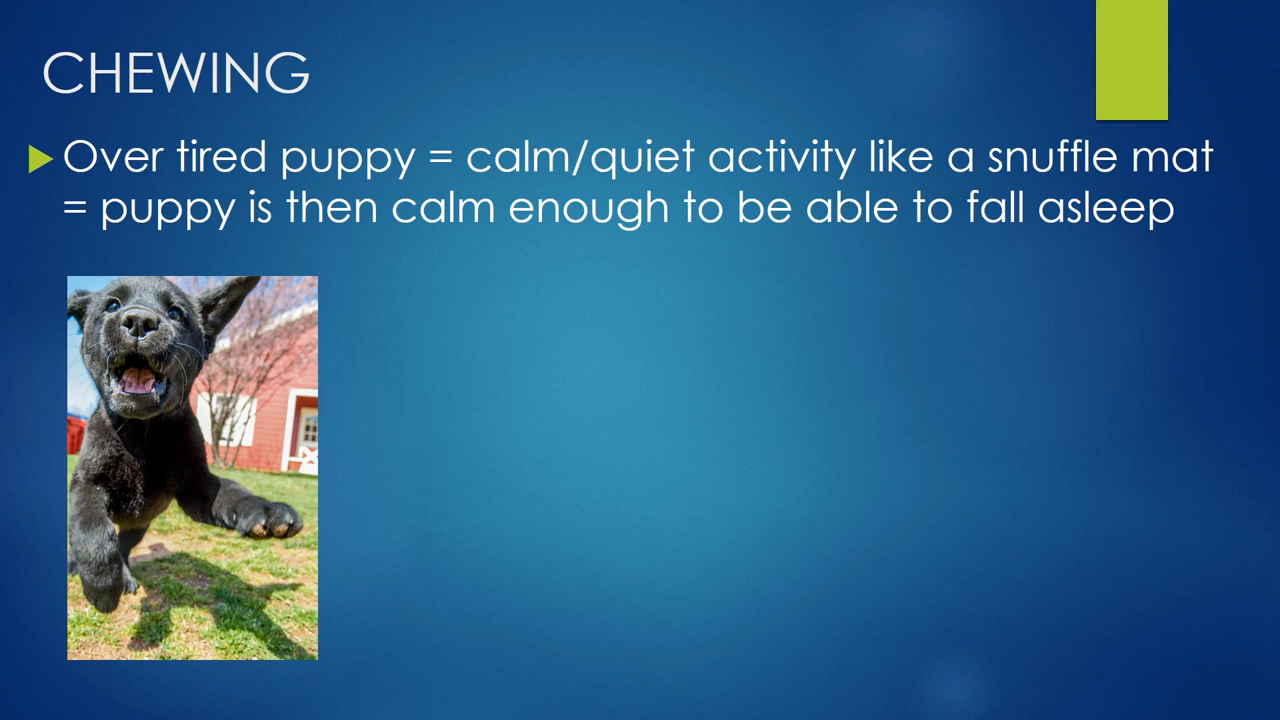 CHEWING
Over tired puppy = calm/quiet activity like a snuffle mat
= puppy is then calm enough to be able to fall asleep